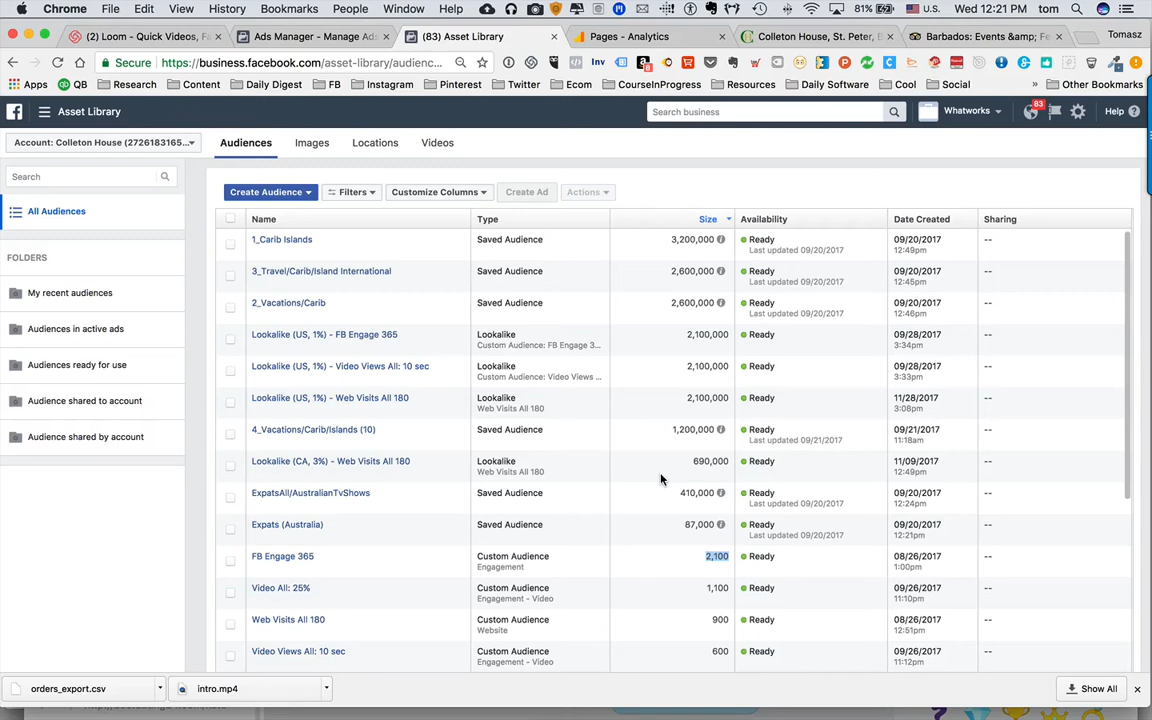 Chrome File Edit View History Bookmarks People Window Help 81% U.S. Wed 12:21 PM tom
(2) Loom - Quick Videos, Fa Ads Manager - Manage Ads (83) Asset Library Pages - Analytics Colleton House, St. Peter, B Barbados: Events &amp; Fe Tomasz
Secure https://business.facebook.com/asset-library/audienc...
Apps QB Research Content Daily Digest FB Instagram Pinterest Twitter Ecom CourseInProgress Resources Daily Software Cool Social » Other Bookmarks
Asset Library Search business Whatworks 83 Help
Account: Colleton House (2726183165... Audiences Images Locations Videos
Search Create Audience Filters Customize Columns Create Ad Actions
All Audiences
FOLDERS
My recent audiences
Audiences in active ads
Audiences ready for use
Audience shared to account
Audience shared by account
Name Type Size Availability Date Created Sharing
1_Carib Islands Saved Audience 3,200,000 Ready 09/20/2017 --
Last updated 09/20/2017 12:49pm
3_Travel/Carib/Island International Saved Audience 2,600,000 Ready 09/20/2017 --
Last updated 09/20/2017 12:45pm
2_Vacations/Carib Saved Audience 2,600,000 Ready 09/20/2017 --
Last updated 09/20/2017 12:46pm
Lookalike (US, 1%) - FB Engage 365 Lookalike 2,100,000 Ready 09/28/2017 --
Custom Audience: FB Engage 3... 3:34pm
Lookalike (US, 1%) - Video Views All: 10 sec Lookalike 2,100,000 Ready 09/28/2017 --
Custom Audience: Video Views ... 3:33pm
Lookalike (US, 1%) - Web Visits All 180 Lookalike 2,100,000 Ready 11/28/2017 --
Web Visits All 180 3:08pm
4_Vacations/Carib/Islands (10) Saved Audience 1,200,000 Ready 09/21/2017 --
Last updated 09/21/2017 11:18am
Lookalike (CA, 3%) - Web Visits All 180 Lookalike 690,000 Ready 11/09/2017 --
Web Visits All 180 12:49pm
ExpatsAll/AustralianTvShows Saved Audience 410,000 Ready 09/20/2017 --
Last updated 09/20/2017 12:24pm
Expats (Australia) Saved Audience 87,000 Ready 09/20/2017 --
Last updated 09/20/2017 12:21pm
FB Engage 365 Custom Audience 2,100 Ready 08/26/2017 --
Engagement 1:00pm
Video All: 25% Custom Audience 1,100 Ready 09/26/2017 --
Engagement - Video 11:10pm
Web Visits All 180 Custom Audience 900 Ready 08/26/2017 --
Website 12:51pm
Video Views All: 10 sec Custom Audience 600 Ready 09/26/2017 --
Engagement - Video 11:12pm
orders_export.csv intro.mp4 Show All